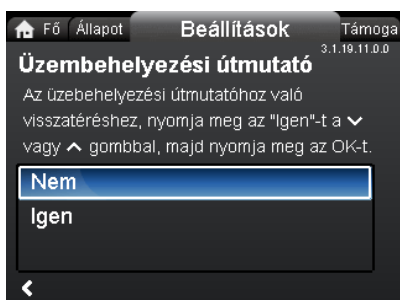 Fő Állapot Beállítások Támoga
3.1.19.11.0.0
Üzembehelyezési útmutató
Az üzebehelyezési útmutatóhoz való
visszatéréshez, nyomja meg az "Igen"-t a
vagy gombbal, majd nyomja meg az OK-t.
Nem
Igen